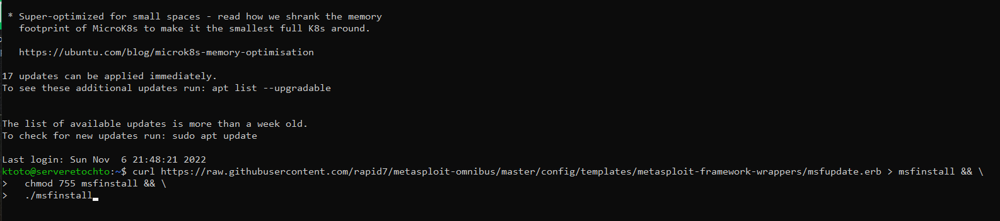 * Super-optimized for small spaces - read how we shrank the memory
footprint of MicroK8s to make it the smallest full K8s around.
https://ubuntu.com/blog/microk8s-memory-optimisation
17 updates can be applied immediately.
To see these additional updates run: apt list --upgradable
The list of available updates is more than a week old.
To check for new updates run: sudo apt update
Last login: Sun Nov  6 21:48:21 2022
ktoto@serveretochto:~$ curl https://raw.githubusercontent.com/rapid7/metasploit-omnibus/master/config/templates/metasploit-framework-wrappers/msfupdate.erb > msfinstall && \
>   chmod 755 msfinstall && \
>   ./msfinstall